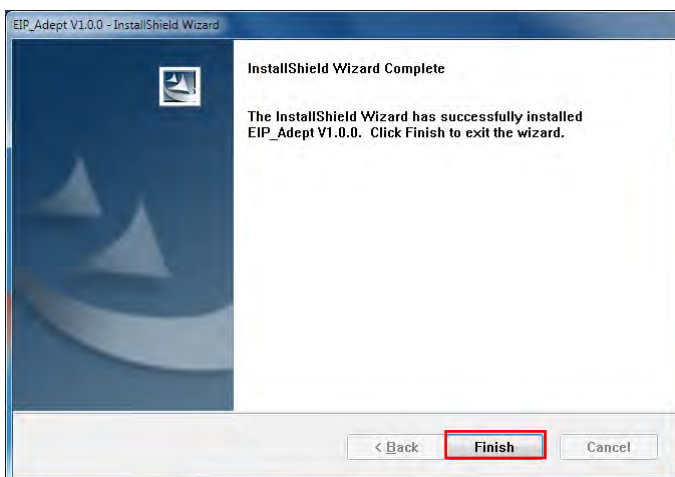 EIP_Adept V1.0.0 - InstallShield Wizard
InstallShield Wizard Complete
The InstallShield Wizard has successfully installed
EIP_Adept V1.0.0.  Click Finish to exit the wizard.
< Back
Finish
Cancel